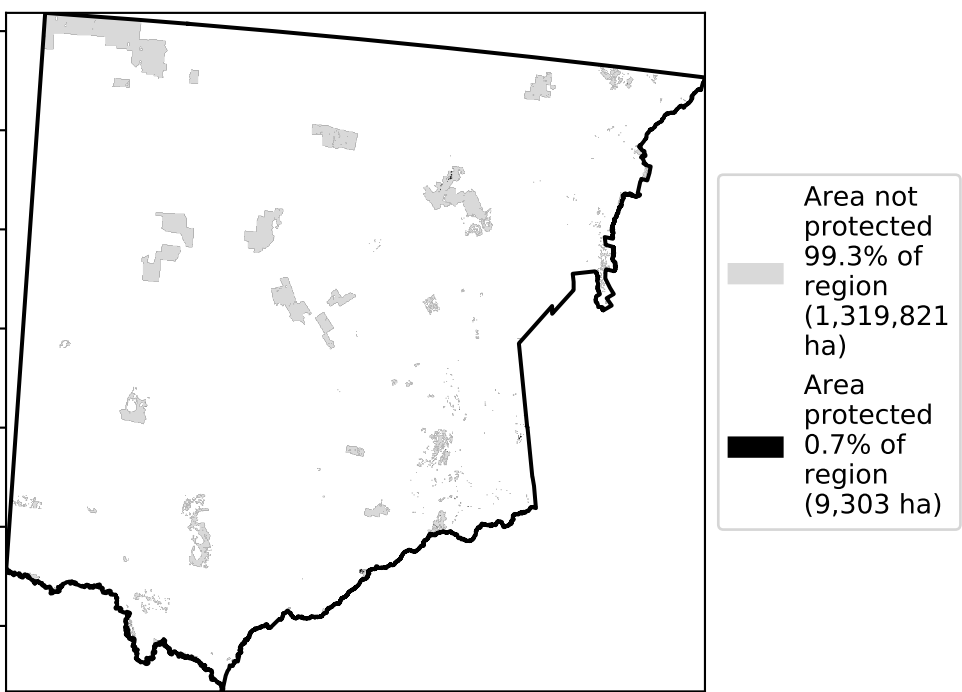 Area not
protected
99.3% of
region
(1,319,821
ha)
Area
protected
0.7% of
region
(9,303 ha)